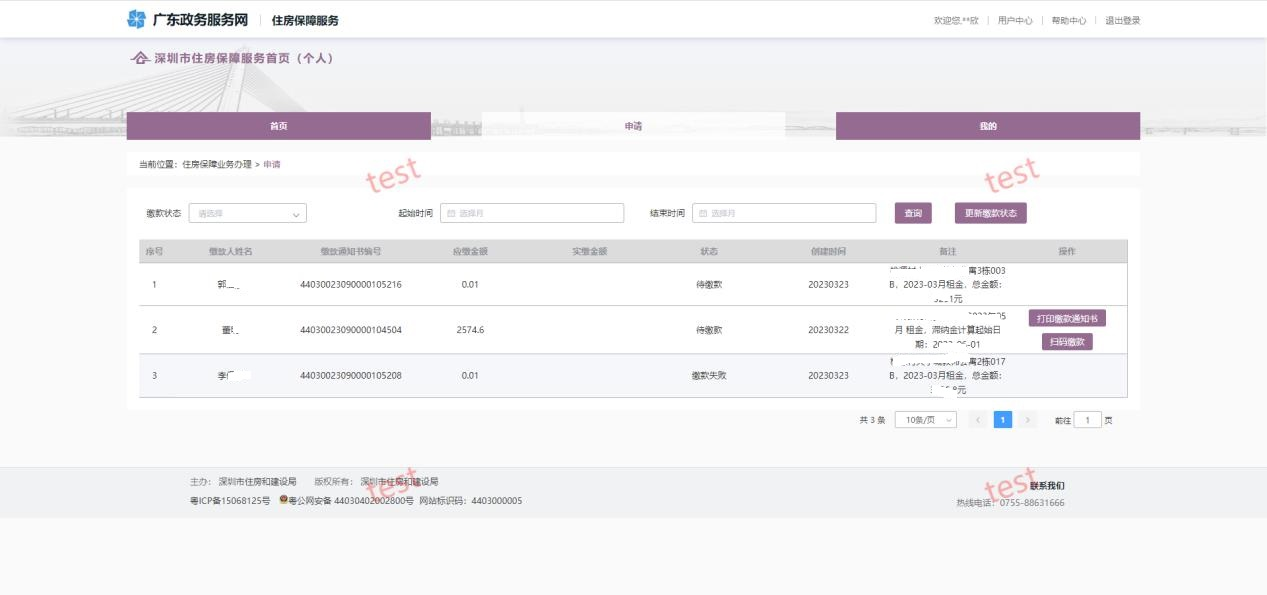 广东政务服务网 住房保障服务 欢迎您,**欣 用户中心 帮助中心 退出登录
深圳市住房保障服务首页（个人）
首页 申请 我的
当前位置：住房保障业务办理 > 申请
test test
缴款状态 请选择 起始时间 选择月 结束时间 选择月 查询 更新缴款状态
序号 缴款人姓名 缴款通知书编号 应缴金额 实缴金额 状态 创建时间 备注 操作
寓3栋003
1 郭 44030023090000105216 0.01 待缴款 20230323 B，2023-03月租金，总金额：
1元
2 董 44030023090000104504 2574.6 待缴款 20230322 月 租金，滞纳金计算起始日
期： -01
打印缴款通知书
扫码缴款
2栋017
3 李 44030023090000105208 0.01 缴款失败 20230323 B，2023-03月租金，总金额：
8元
共 3 条 10条/页 1 前往 1 页
主办： 深圳市住房和建设局 版权所有： 深圳市住房和建设局
粤ICP备15068125号 粤公网安备 44030402002800号 网站标识码：4403000005
test test
联系我们
热线电话：0755-88631666